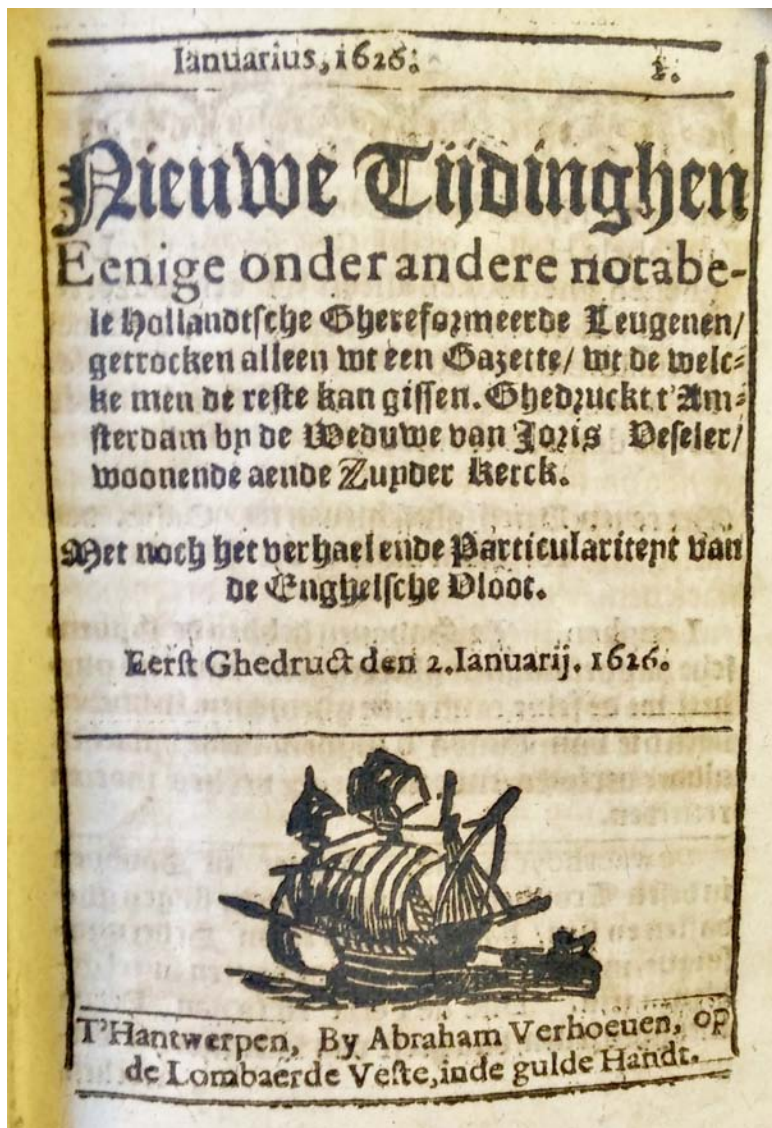 Ianuarius, 1626. 1.
Nieuwe Tijdinghen
Eenige onder andere notabe-
le Hollandtsche Ghereformeerde Leugenen/
getrocken alleen wt een Gazette/ wt de welc-
ke men de reste kan gissen. Ghedruckt t'Am-
sterdam by de Weduwe van Joris Veseler/
woonende aende Zuyder Kerck.
Met noch het verhael ende Particulariteyt van
de Enghelsche Vloot.
Eerst Ghedruct den 2. Ianuarij. 1626.
T'Hantwerpen, By Abraham Verhoeuen, op
de Lombaerde Veste, inde gulde Handt.